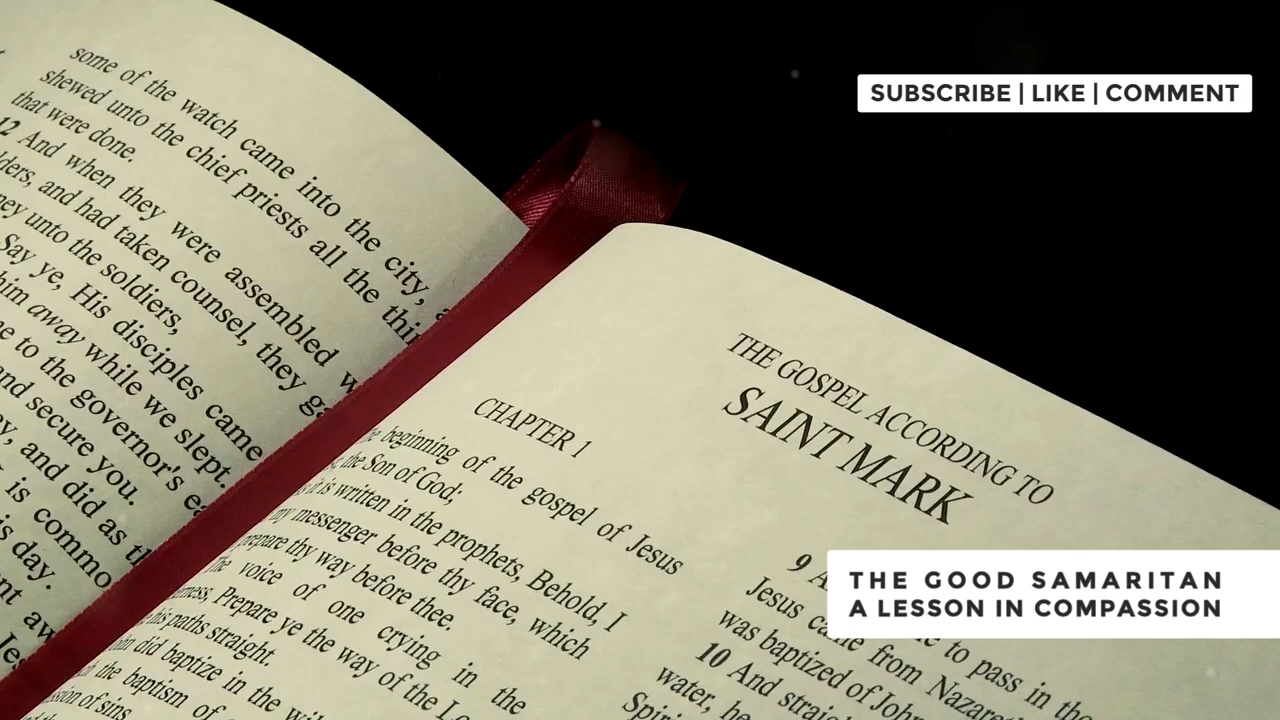 some of the watch came into the city,
shewed unto the chief priests all the
that were done.
12 And when they were assembled
and had taken counsel, they
unto the soldiers,
Say ye, His disciples came
him away while we slept.
to the governor's
and secure you.
and did as
is commo
day.
SUBSCRIBE | LIKE | COMMENT
THE GOSPEL ACCORDING TO
SAINT MARK
CHAPTER 1
beginning of the gospel of Jesus
the Son of God;
is written in the prophets, Behold, I
messenger before thy face, which
prepare thy way before thee.
voice of one crying in the
Prepare ye the way of the
his paths straight.
did baptize in the
the baptism of
of sins.
9
to pass in the
Jesus came from
was baptized of John
10 And
water, he
THE GOOD SAMARITAN
A LESSON IN COMPASSION